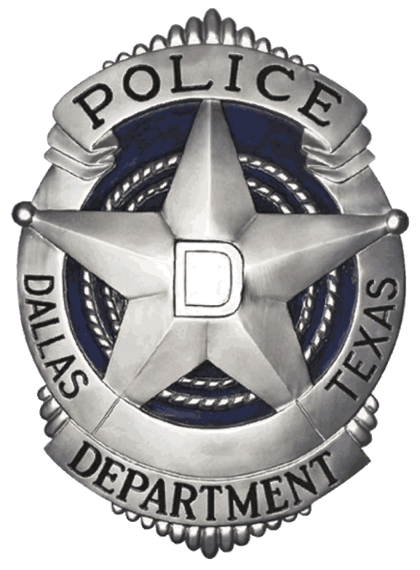 POLICE
D
DALLAS
TEXAS
DEPARTMENT